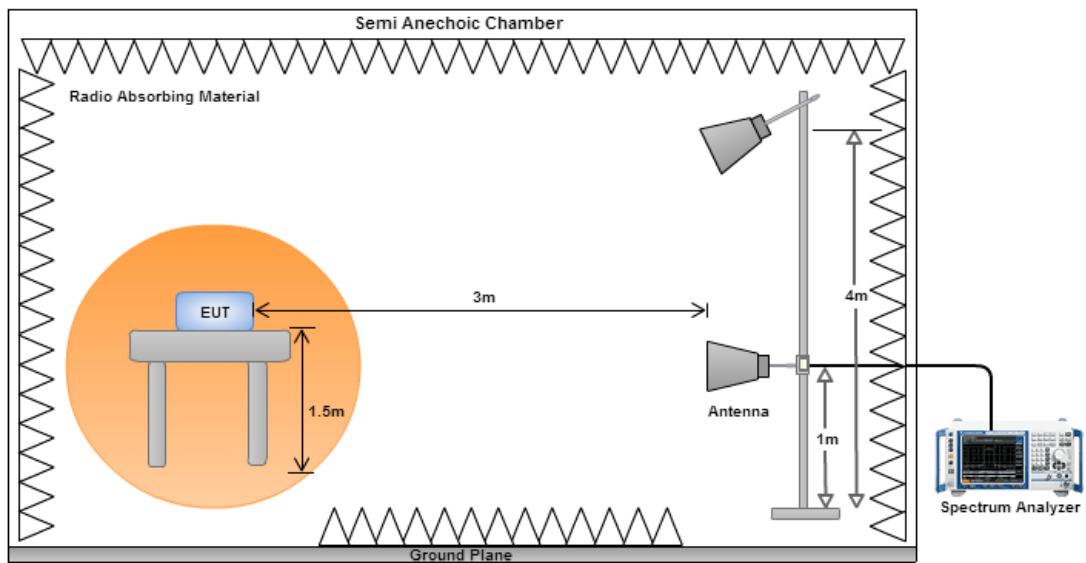 Semi Anechoic Chamber
Radio Absorbing Material
3m
4m
EUT
1.5m
Antenna
1m
Spectrum Analyzer
Ground Plane